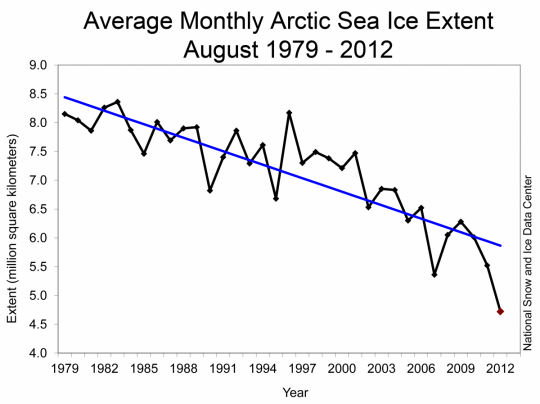 Average Monthly Arctic Sea Ice Extent
August 1979 - 2012
9.0
8.5
8.0
7.5
7.0
6.5
6.0
5.5
5.0
4.5
4.0
Extent (million square kilometers)
1979 1982 1985 1988 1991 1994 1997 2000 2003 2006 2009 2012
Year
National Snow and Ice Data Center